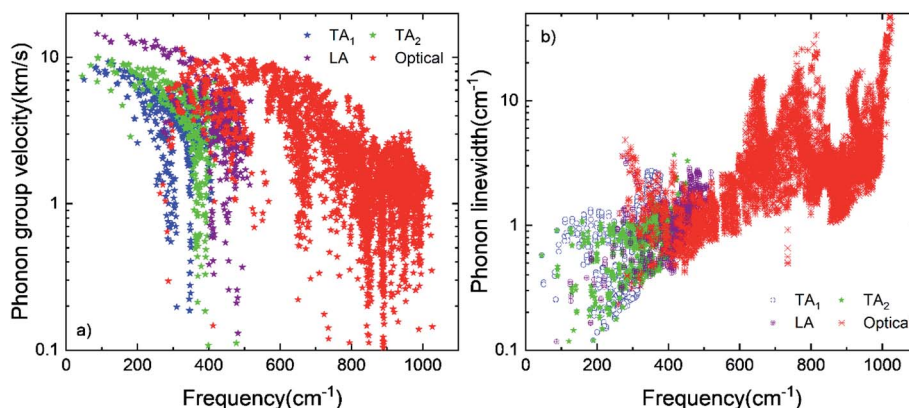 10
1
0.1
Phonon group velocity(km/s)
TA1 TA2
LA Optical
a)
0 200 400 600 800 1000
Frequency(cm-1)
b)
10
1
0.1
Phonon linewidth(cm-1)
TA1 TA2
LA Optical
0 200 400 600 800 1000
Frequency(cm-1)